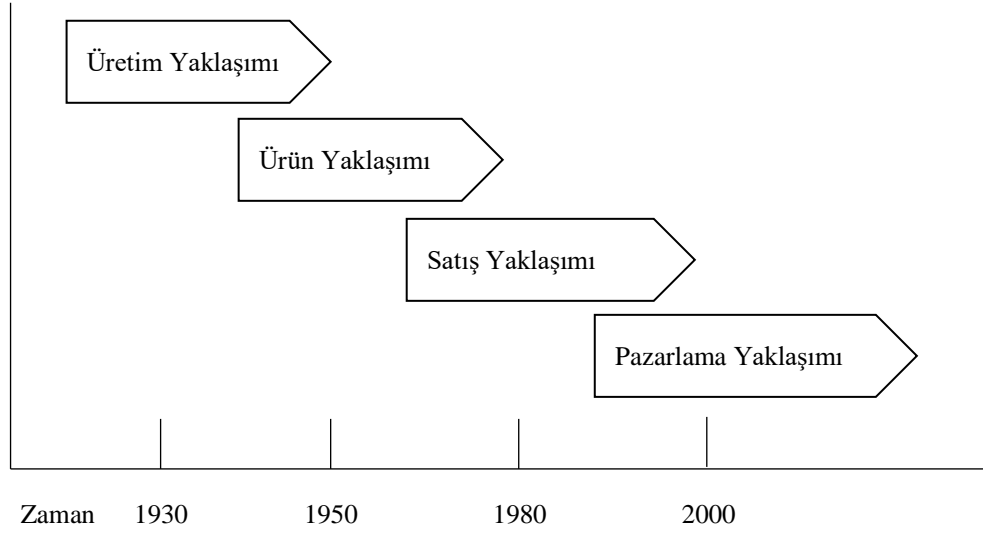 Üretim Yaklaşımı
Ürün Yaklaşımı
Satış Yaklaşımı
Pazarlama Yaklaşımı
Zaman 1930 1950 1980 2000